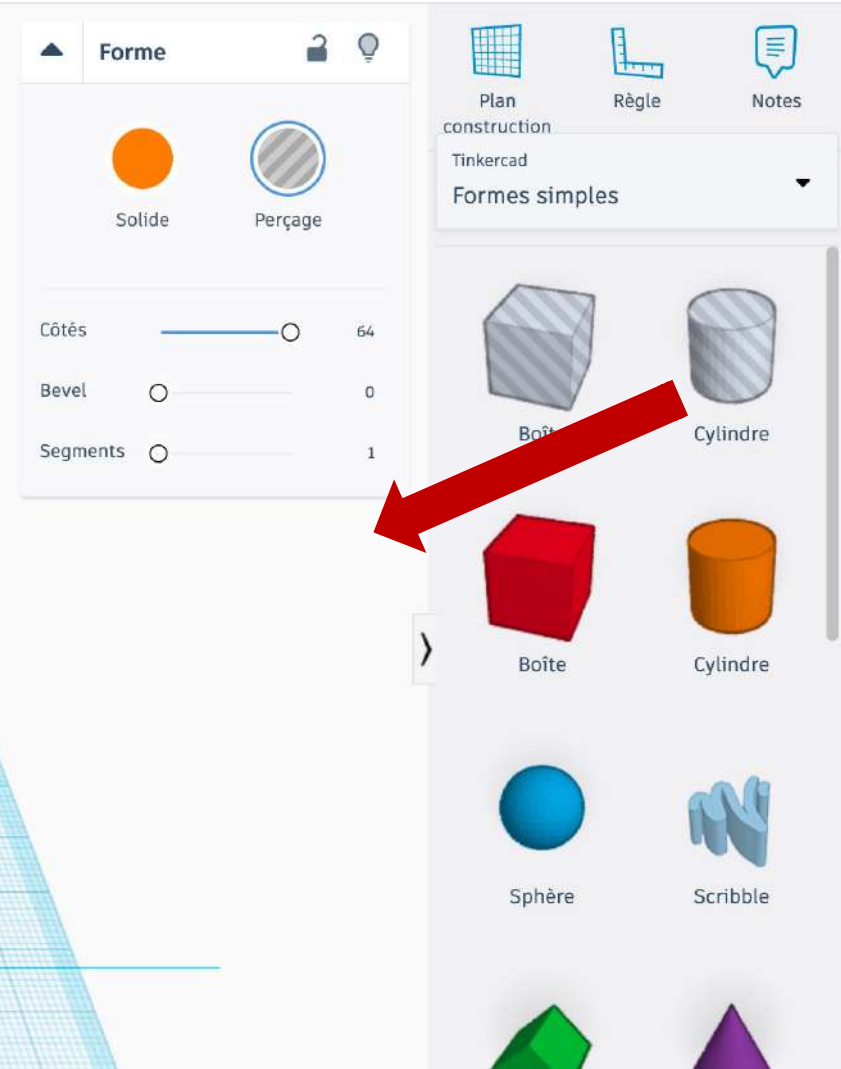 Forme
Solide
Perçage
Côtés
64
Bevel
0
Segments
1
Plan
construction
Règle
Notes
Tinkercad
Formes simples
Boîte
Cylindre
Boîte
Cylindre
Sphère
Scribble